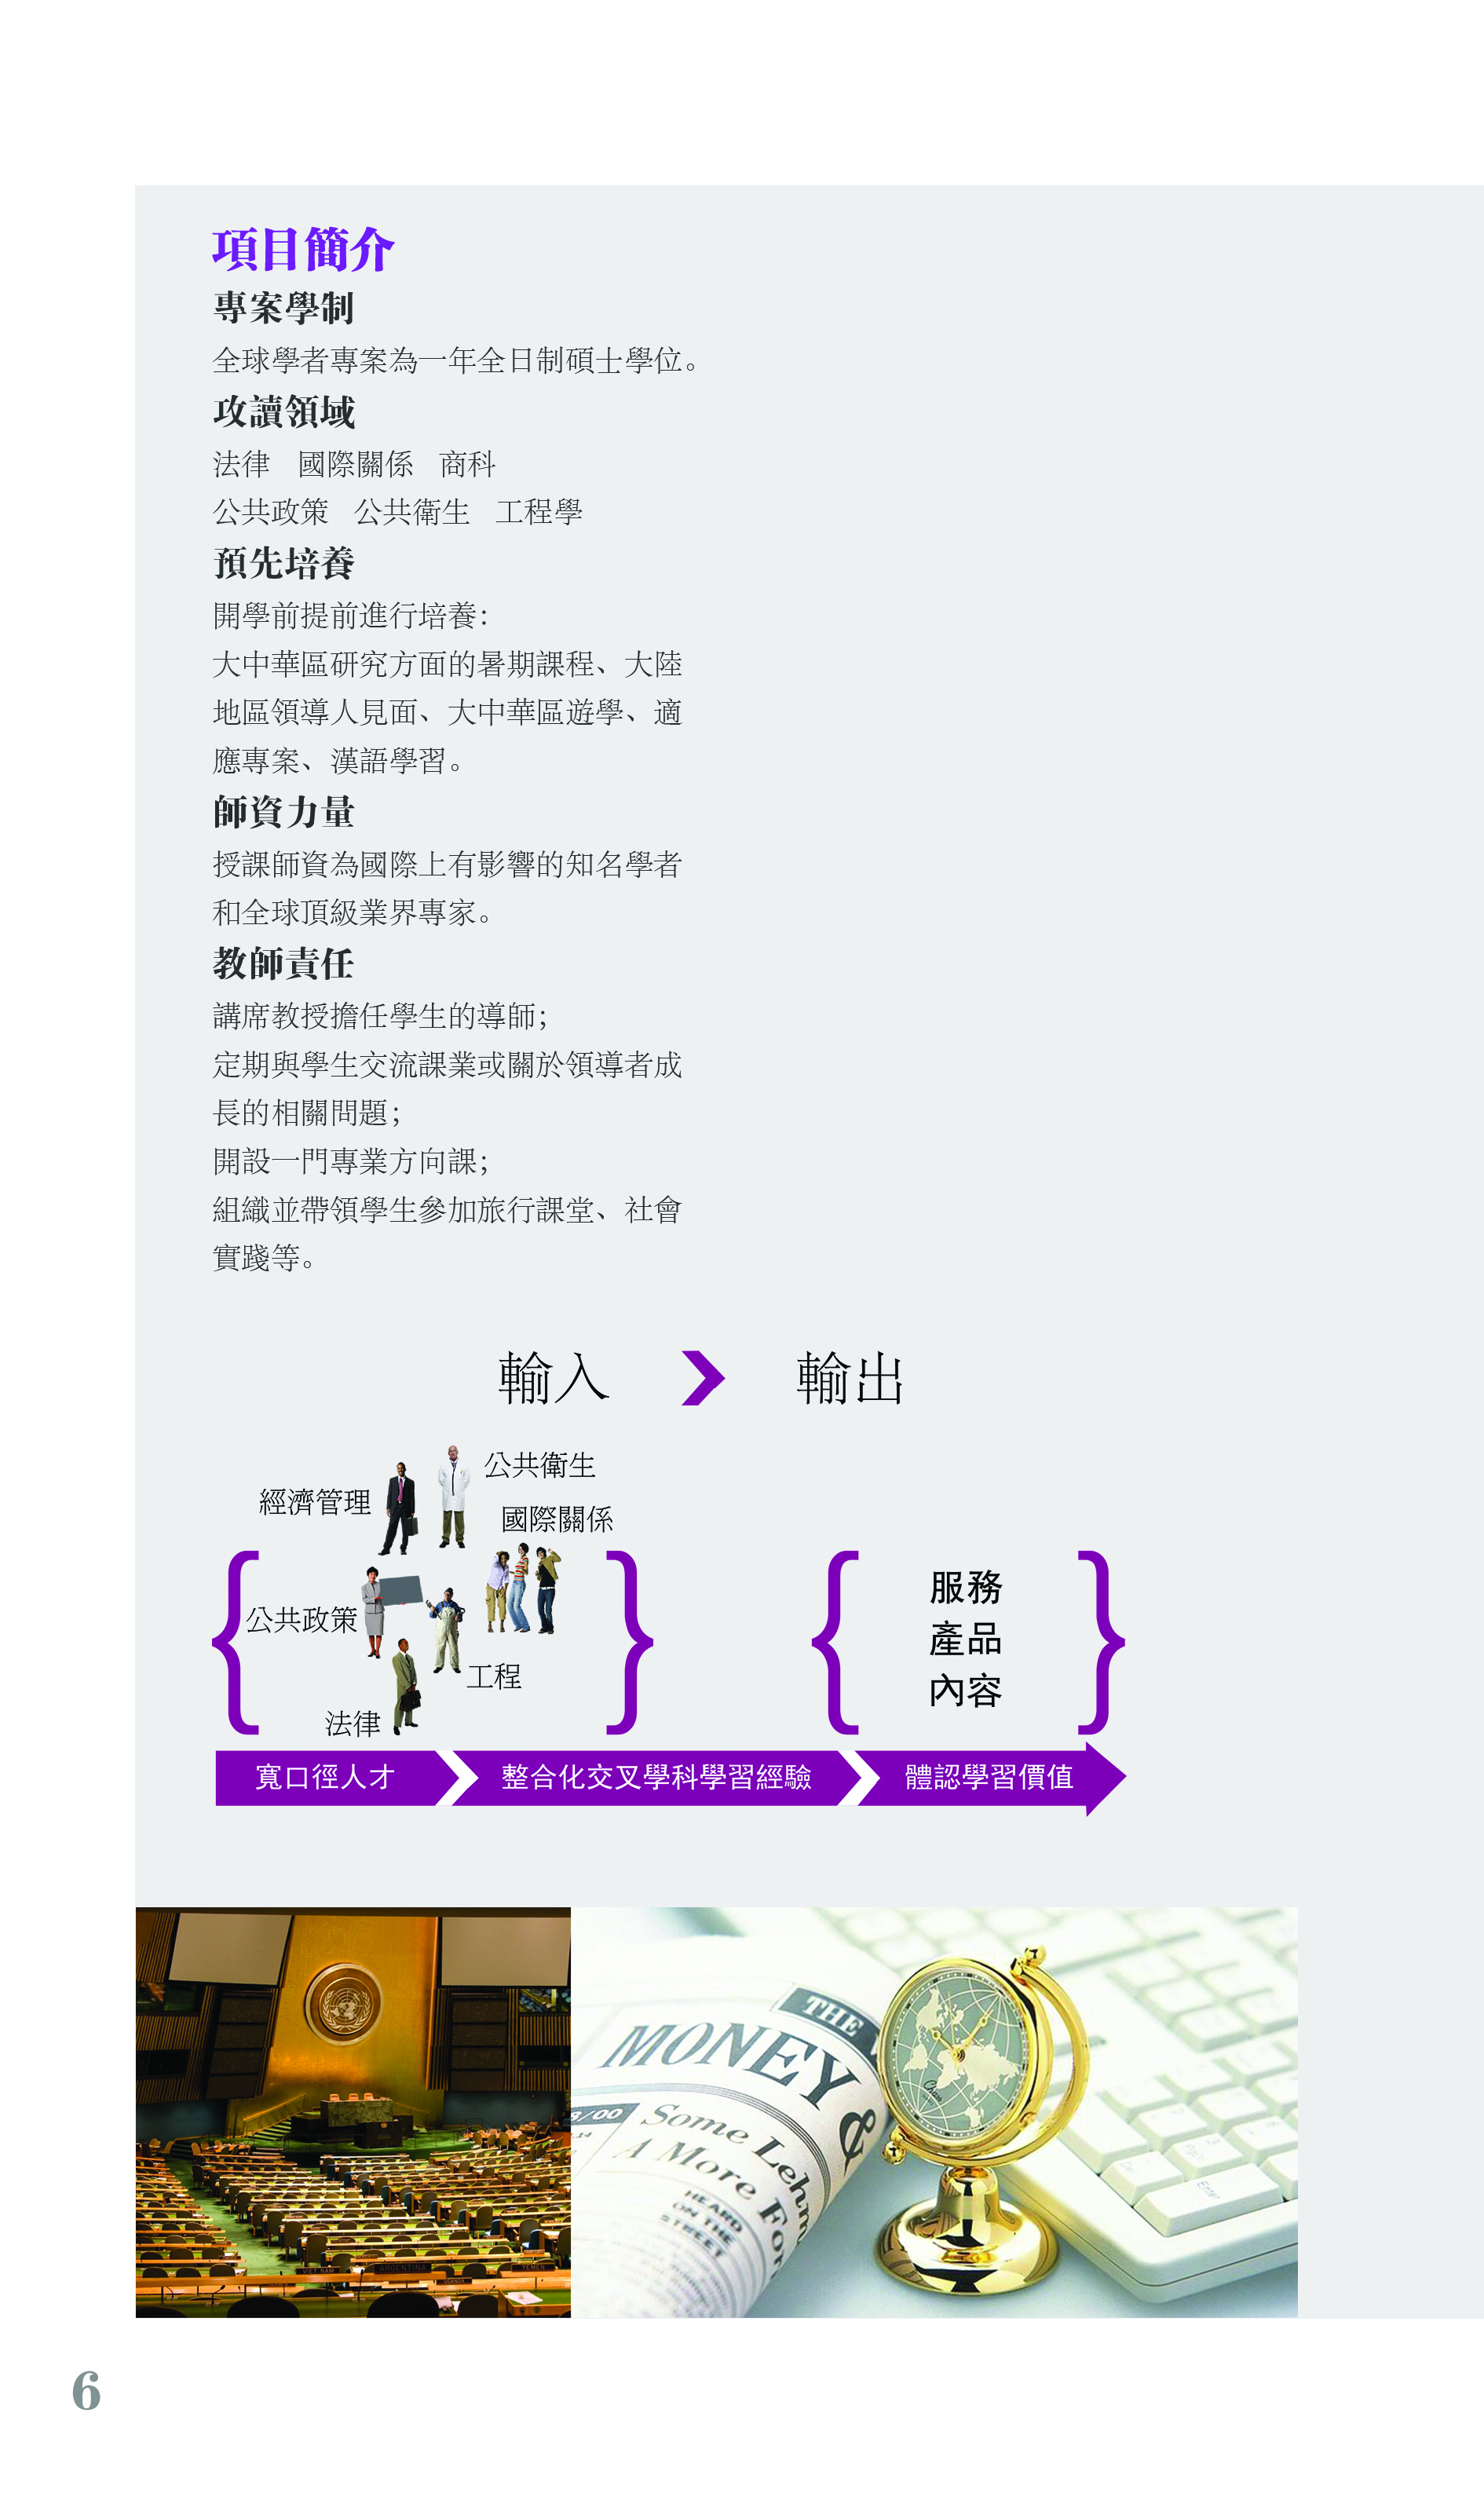 項目簡介
專案學制
全球學者專案為一年全日制碩士學位。
攻讀領域
法律 國際關係 商科
公共政策 公共衛生 工程學
預先培養
開學前提前進行培養：
大中華區研究方面的暑期課程、大陸
地區領導人見面、大中華區遊學、適
應專案、漢語學習。
師資力量
授課師資為國際上有影響的知名學者
和全球頂級業界專家。
教師責任
講席教授擔任學生的導師；
定期與學生交流課業或關於領導者成
長的相關問題；
開設一門專業方向課；
組織並帶領學生參加旅行課堂、社會
實踐等。
輸入 輸出
公共衛生
經濟管理
國際關係
公共政策
工程
法律
服務
產品
內容
寬口徑人才 整合化交叉學科學習經驗 體認學習價值
THE
MONEY &
3/00
Some Lehm
A More For
HEARD
ON THE
STREET
Enter
6